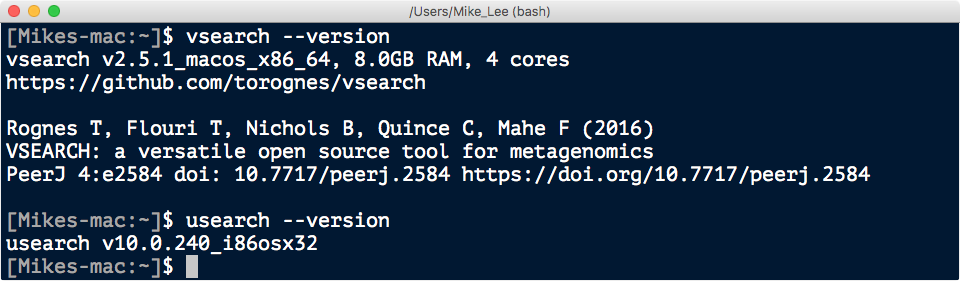 /Users/Mike_Lee (bash)
[Mikes-mac:~]$ vsearch --version
vsearch v2.5.1_macos_x86_64, 8.0GB RAM, 4 cores
https://github.com/torognes/vsearch
Rognes T, Flouri T, Nichols B, Quince C, Mahe F (2016)
VSEARCH: a versatile open source tool for metagenomics
PeerJ 4:e2584 doi: 10.7717/peerj.2584 https://doi.org/10.7717/peerj.2584
[Mikes-mac:~]$ usearch --version
usearch v10.0.240_i86osx32
[Mikes-mac:~]$